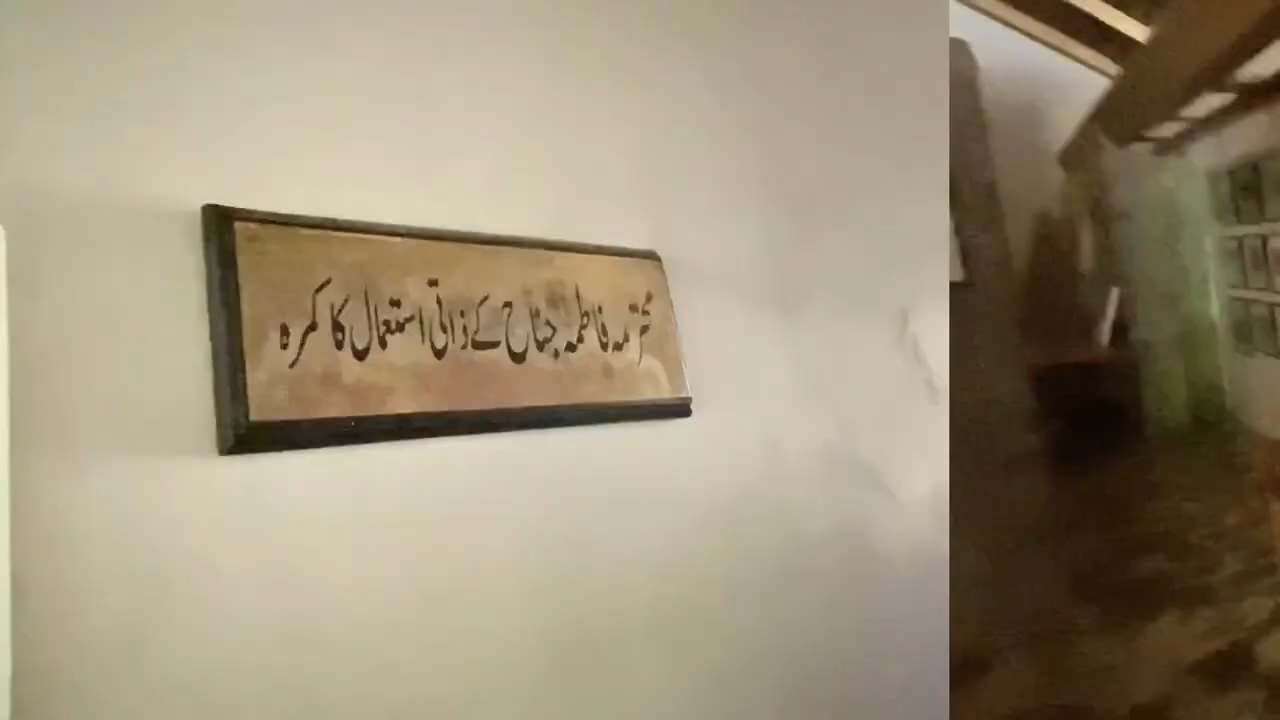 محترمہ فاطمہ جناح کے ذاتی استعمال کا کمرہ